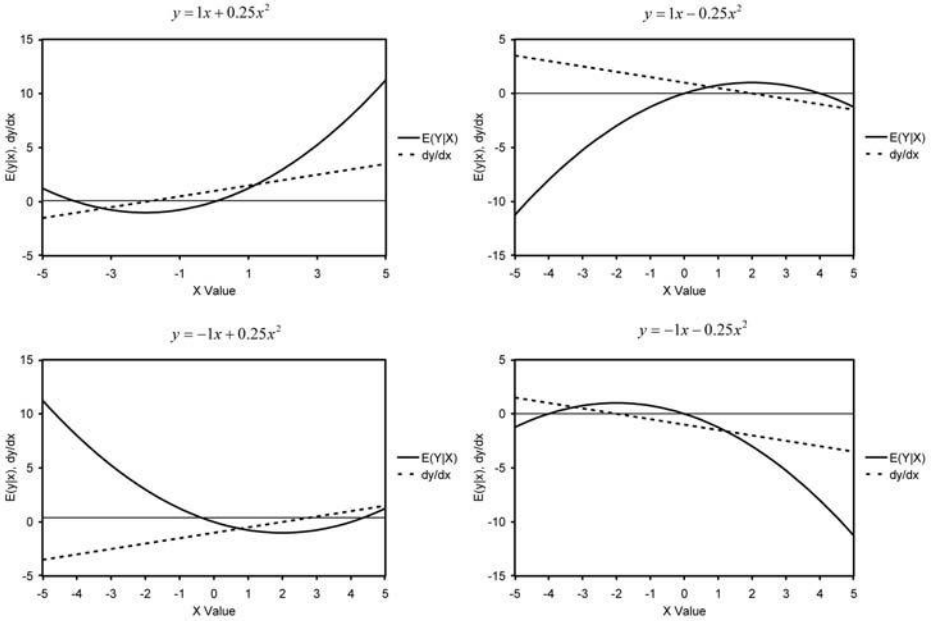 y = 1x + 0.25x²
15
10
5
0
-5
E(y|x), dy/dx
-5 -3 -1 1 3 5
X Value
E(Y|X)
dy/dx
y = 1x − 0.25x²
5
0
-5
-10
-15
E(y|x), dy/dx
-5 -4 -3 -2 -1 0 1 2 3 4 5
X Value
E(Y|X)
dy/dx
y = −1x + 0.25x²
15
10
5
0
-5
E(y|x), dy/dx
-5 -4 -3 -2 -1 0 1 2 3 4 5
X Value
E(Y|X)
dy/dx
y = −1x − 0.25x²
5
0
-5
-10
-15
E(y|x), dy/dx
-5 -4 -3 -2 -1 0 1 2 3 4 5
X Value
E(Y|X)
dy/dx